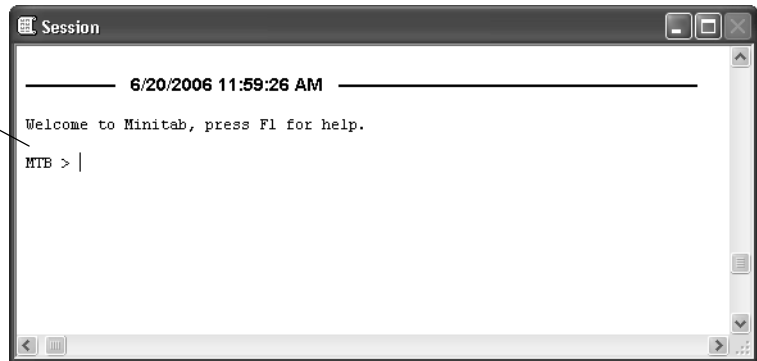 Session
6/20/2006 11:59:26 AM
Welcome to Minitab, press F1 for help.
MTB >